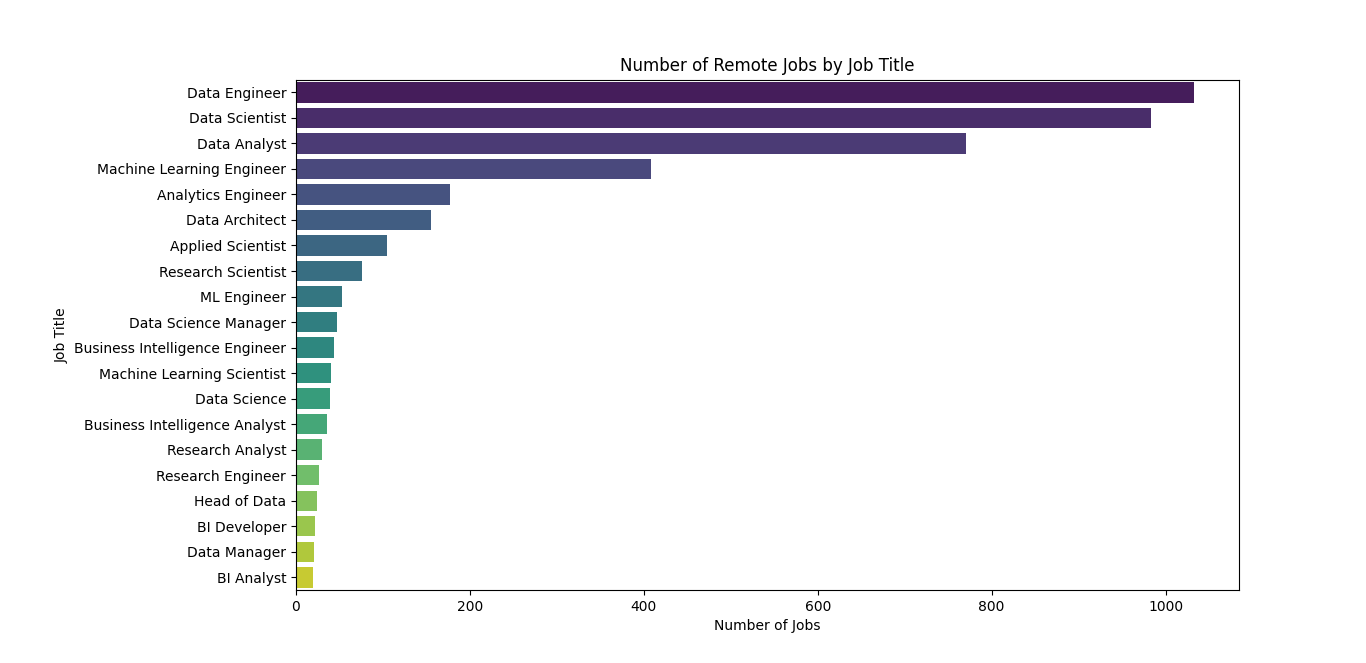 Number of Remote Jobs by Job Title
Data Engineer
Data Scientist
Data Analyst
Machine Learning Engineer
Analytics Engineer
Data Architect
Applied Scientist
Research Scientist
ML Engineer
Data Science Manager
Business Intelligence Engineer
Machine Learning Scientist
Data Science
Business Intelligence Analyst
Research Analyst
Research Engineer
Head of Data
BI Developer
Data Manager
BI Analyst
Job Title
0 200 400 600 800 1000
Number of Jobs